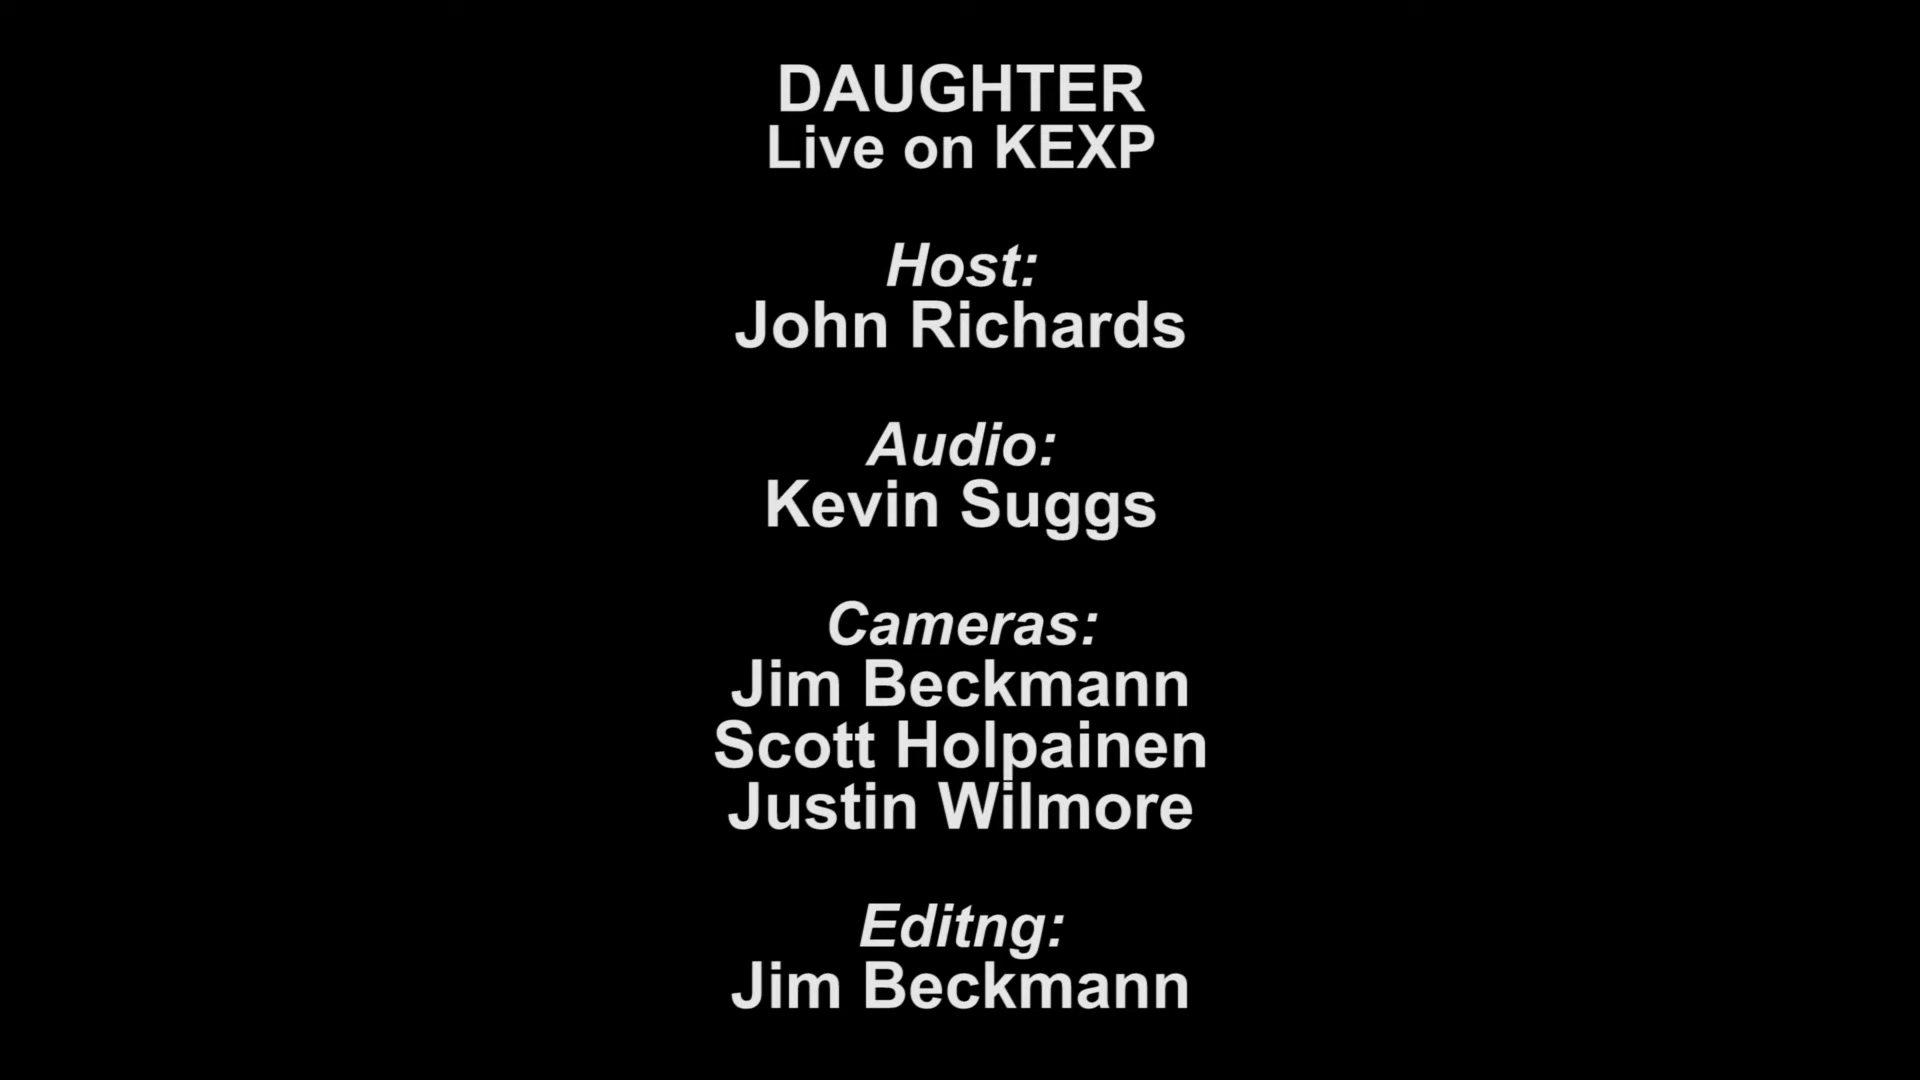 DAUGHTER
Live on KEXP
Host:
John Richards
Audio:
Kevin Suggs
Cameras:
Jim Beckmann
Scott Holpainen
Justin Wilmore
Editng:
Jim Beckmann